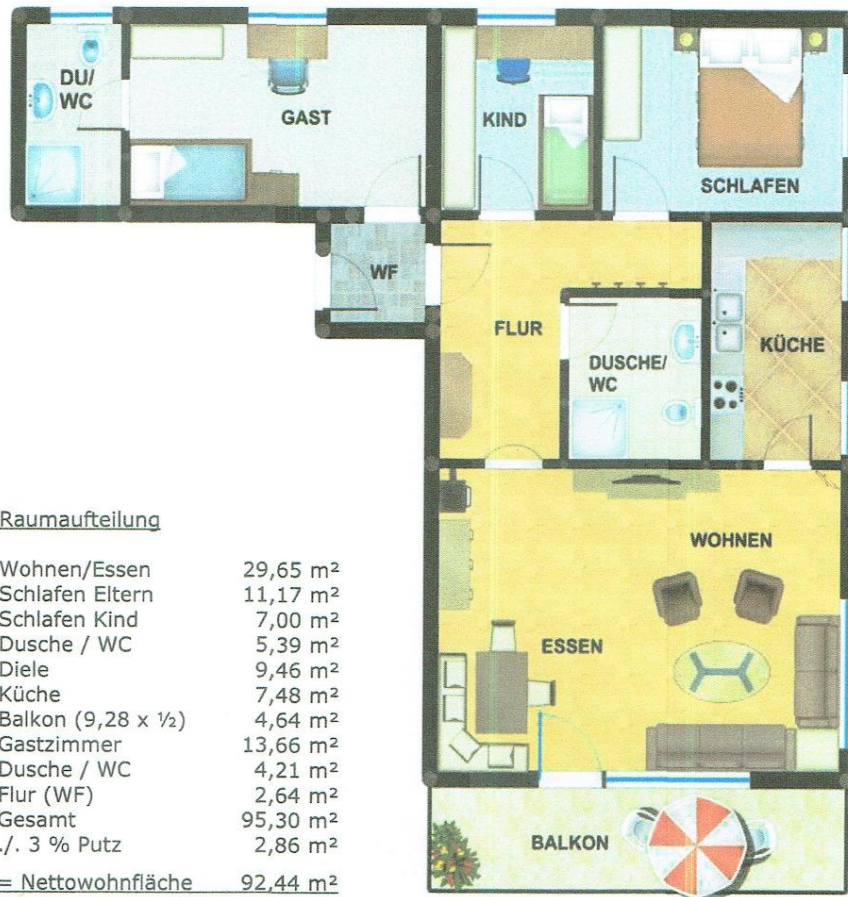 DU/
WC
GAST
KIND
SCHLAFEN
WF
FLUR
DUSCHE/
WC
KÜCHE
WOHNEN
ESSEN
BALKON
Raumaufteilung
Wohnen/Essen 29,65 m²
Schlafen Eltern 11,17 m²
Schlafen Kind 7,00 m²
Dusche / WC 5,39 m²
Diele 9,46 m²
Küche 7,48 m²
Balkon (9,28 x ½) 4,64 m²
Gastzimmer 13,66 m²
Dusche / WC 4,21 m²
Flur (WF) 2,64 m²
Gesamt 95,30 m²
./. 3 % Putz 2,86 m²
= Nettowohnfläche 92,44 m²